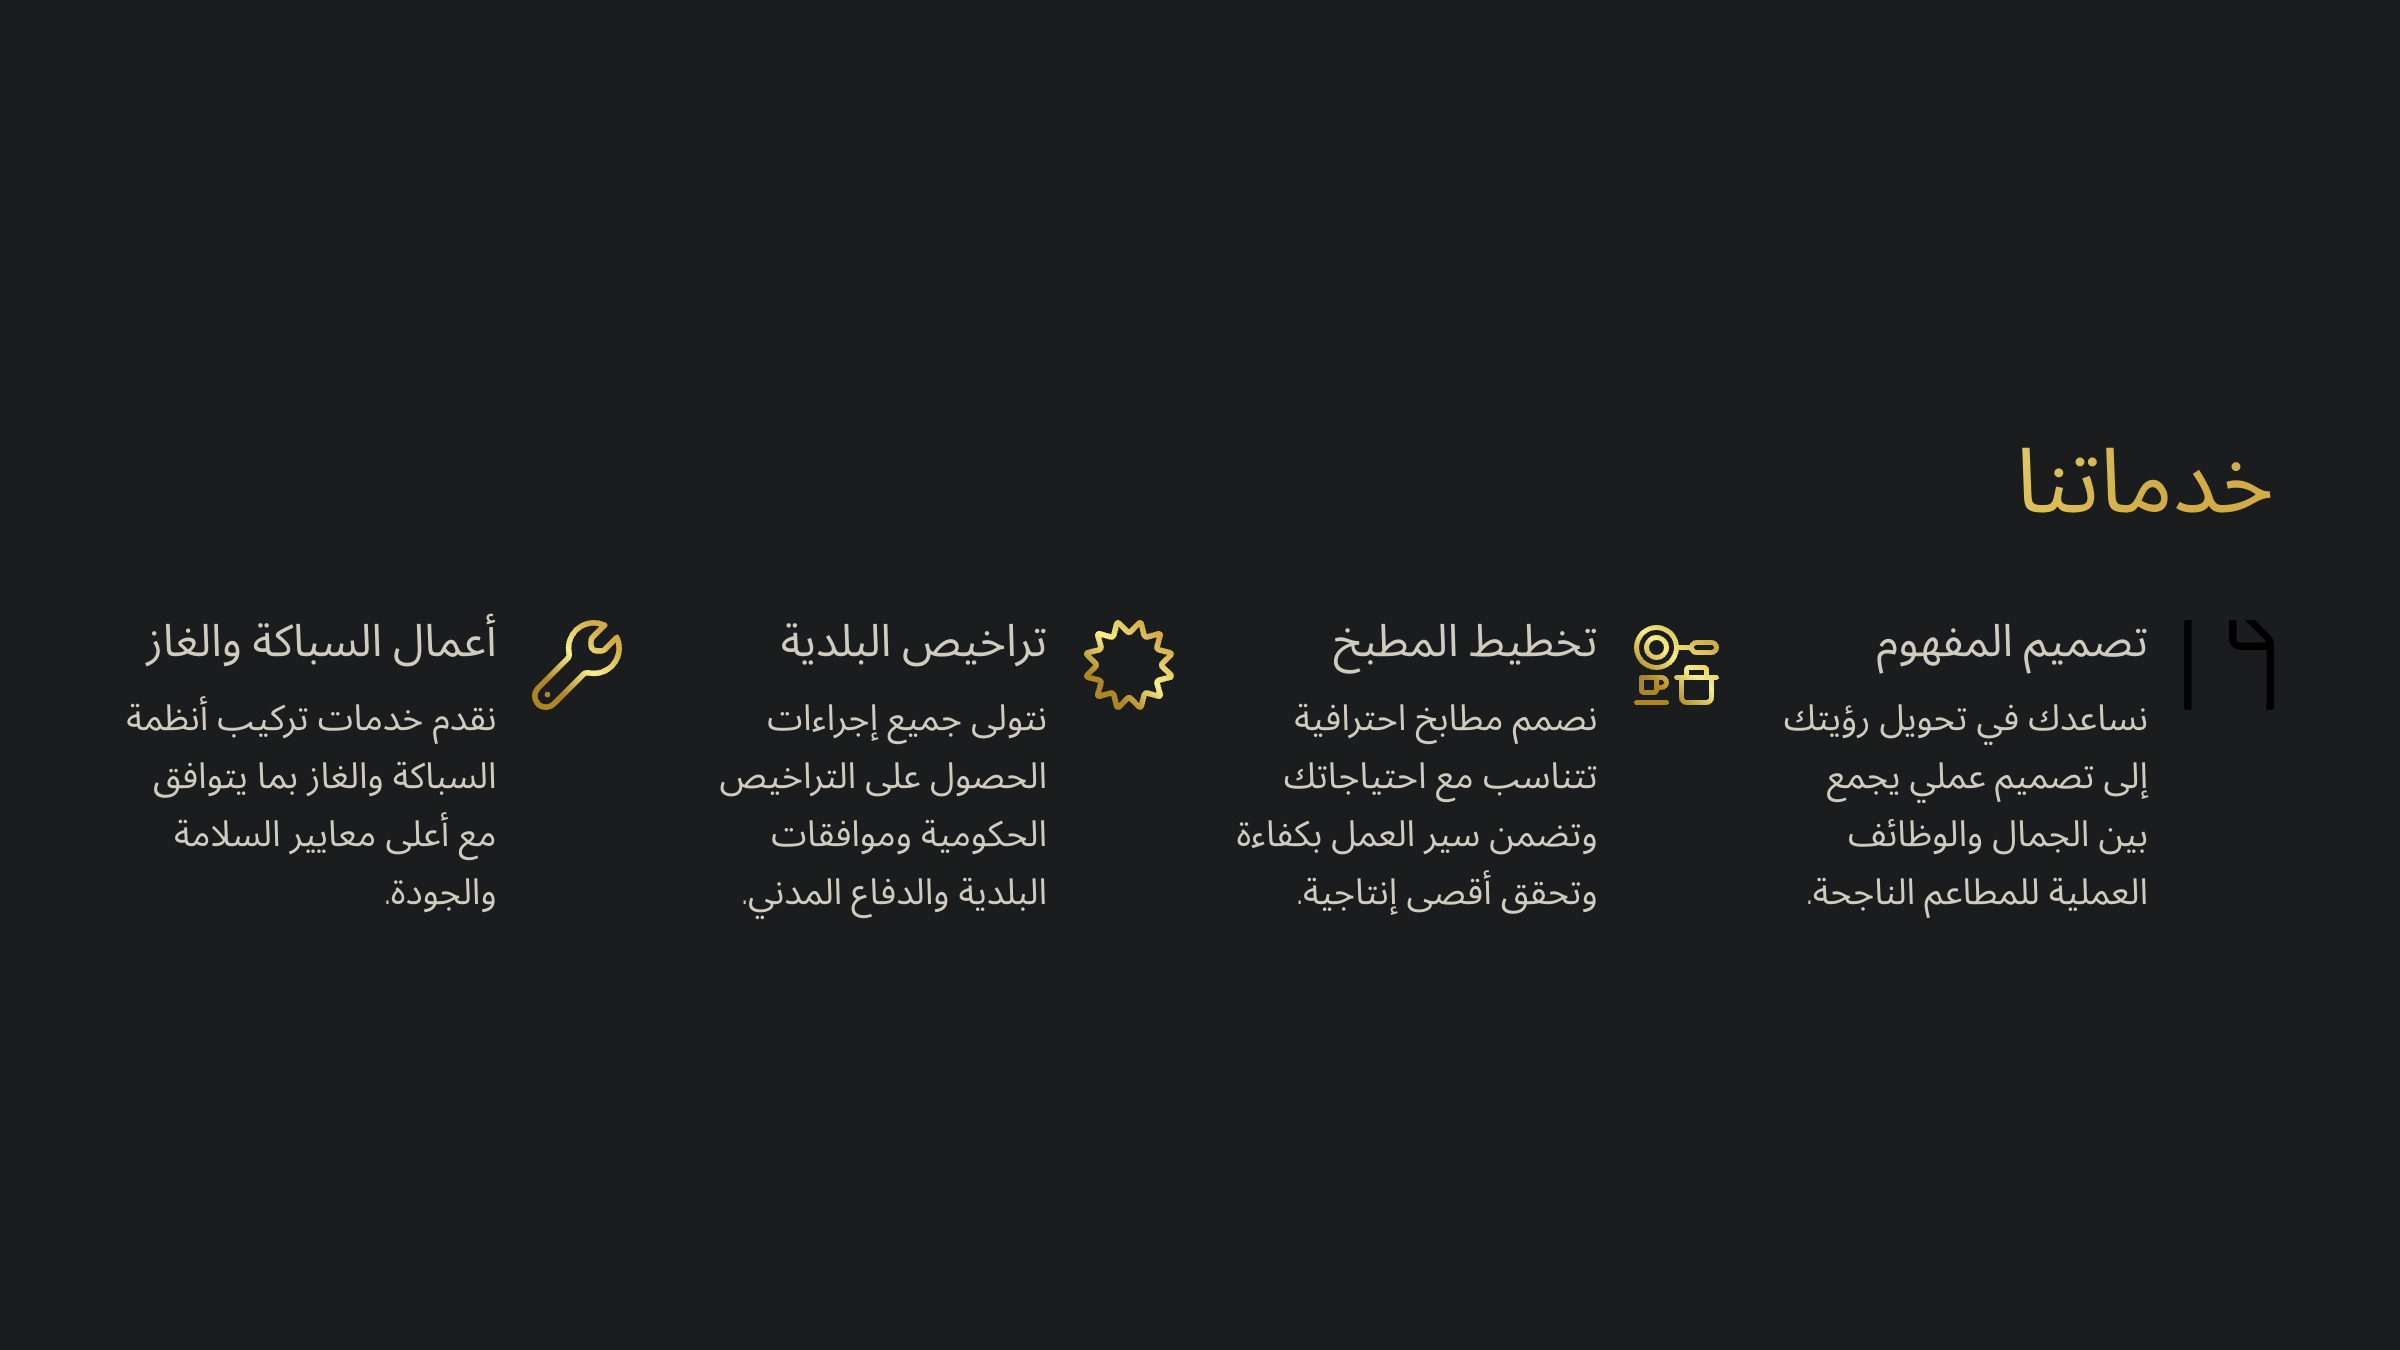 خدماتنا
تصميم المفهوم
نساعدك في تحويل رؤيتك
إلى تصميم عملي يجمع
بين الجمال والوظائف
العملية للمطاعم الناجحة.
تخطيط المطبخ
نصمم مطابخ احترافية
تتناسب مع احتياجاتك
وتضمن سير العمل بكفاءة
وتحقق أقصى إنتاجية.
تراخيص البلدية
نتولى جميع إجراءات
الحصول على التراخيص
الحكومية وموافقات
البلدية والدفاع المدني.
أعمال السباكة والغاز
نقدم خدمات تركيب أنظمة
السباكة والغاز بما يتوافق
مع أعلى معايير السلامة
والجودة.